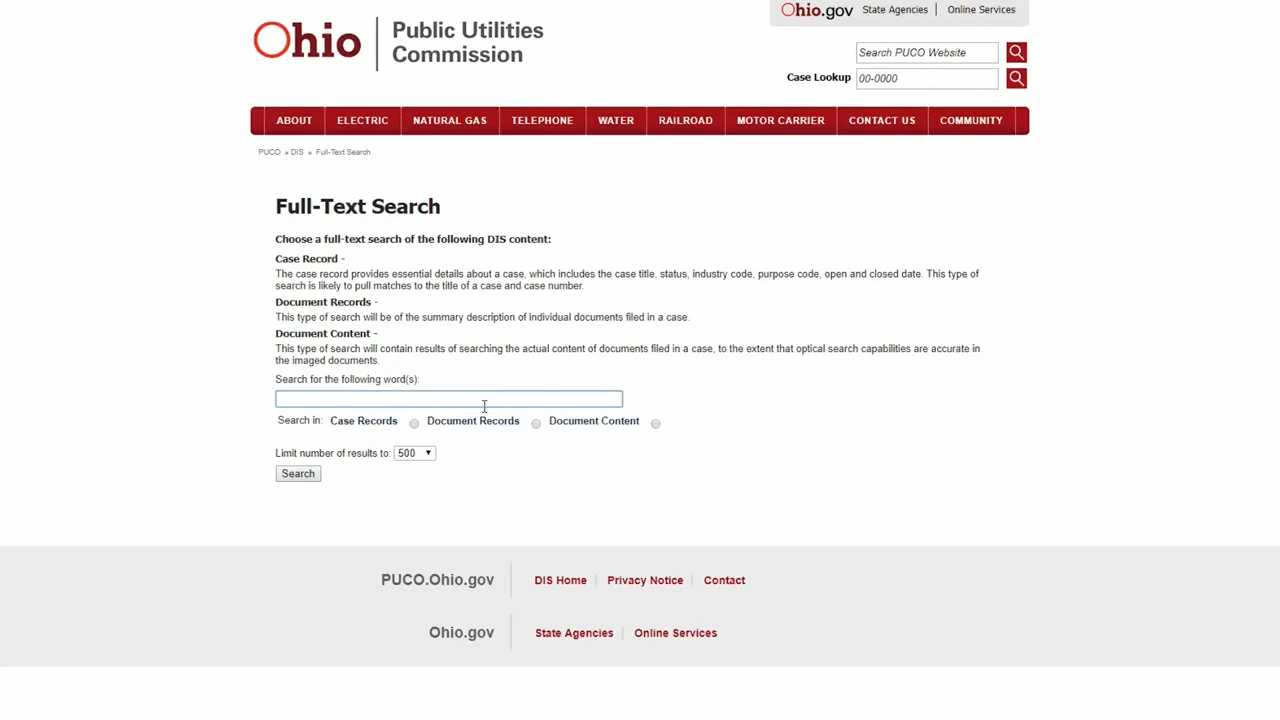 Ohio.gov State Agencies | Online Services
Ohio Public Utilities
Commission
Search PUCO Website
Case Lookup 00-0000
ABOUT ELECTRIC NATURAL GAS TELEPHONE WATER RAILROAD MOTOR CARRIER CONTACT US COMMUNITY
PUCO » DIS » Full-Text Search
Full-Text Search
Choose a full-text search of the following DIS content:
Case Record -
The case record provides essential details about a case, which includes the case title, status, industry code, purpose code, open and closed date. This type of
search is likely to pull matches to the title of a case and case number.
Document Records -
This type of search will be of the summary description of individual documents filed in a case.
Document Content -
This type of search will contain results of searching the actual content of documents filed in a case, to the extent that optical search capabilities are accurate in
the imaged documents.
Search for the following word(s):
Search in: Case Records Document Records Document Content
Limit number of results to: 500
Search
PUCO.Ohio.gov DIS Home Privacy Notice Contact
Ohio.gov State Agencies Online Services